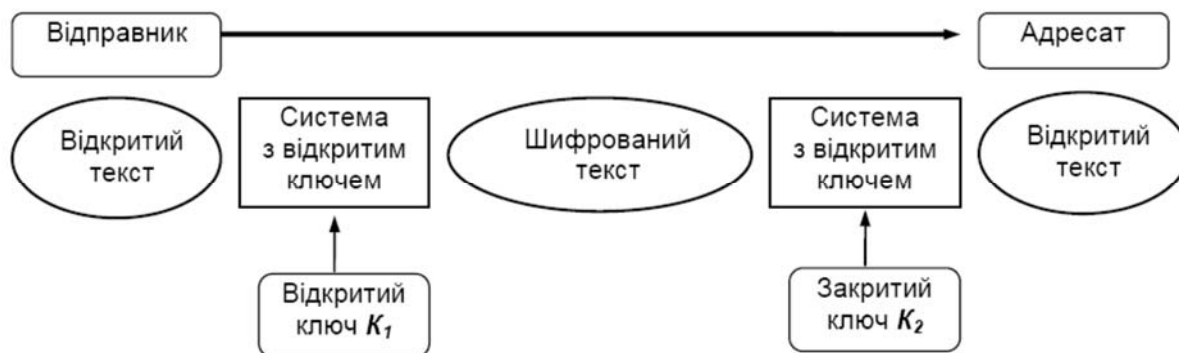 Відправник
Адресат
Відкритий
текст
Система
з відкритим
ключем
Шифрований
текст
Система
з відкритим
ключем
Відкритий
текст
Відкритий
ключ K₁
Закритий
ключ K₂